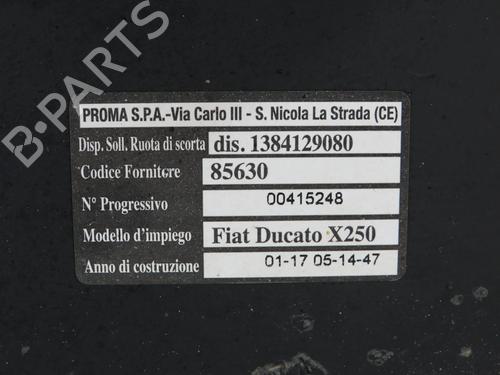 PROMA S.P.A.-Via Carlo III - S. Nicola La Strada (CE)
Disp. Soll. Ruota di scorta dis. 1384129080
Codice Fornitore 85630
N° Progressivo 00415248
Modello d'impiego Fiat Ducato X250
Anno di costruzione 01-17 05-14-47
B-PARTS